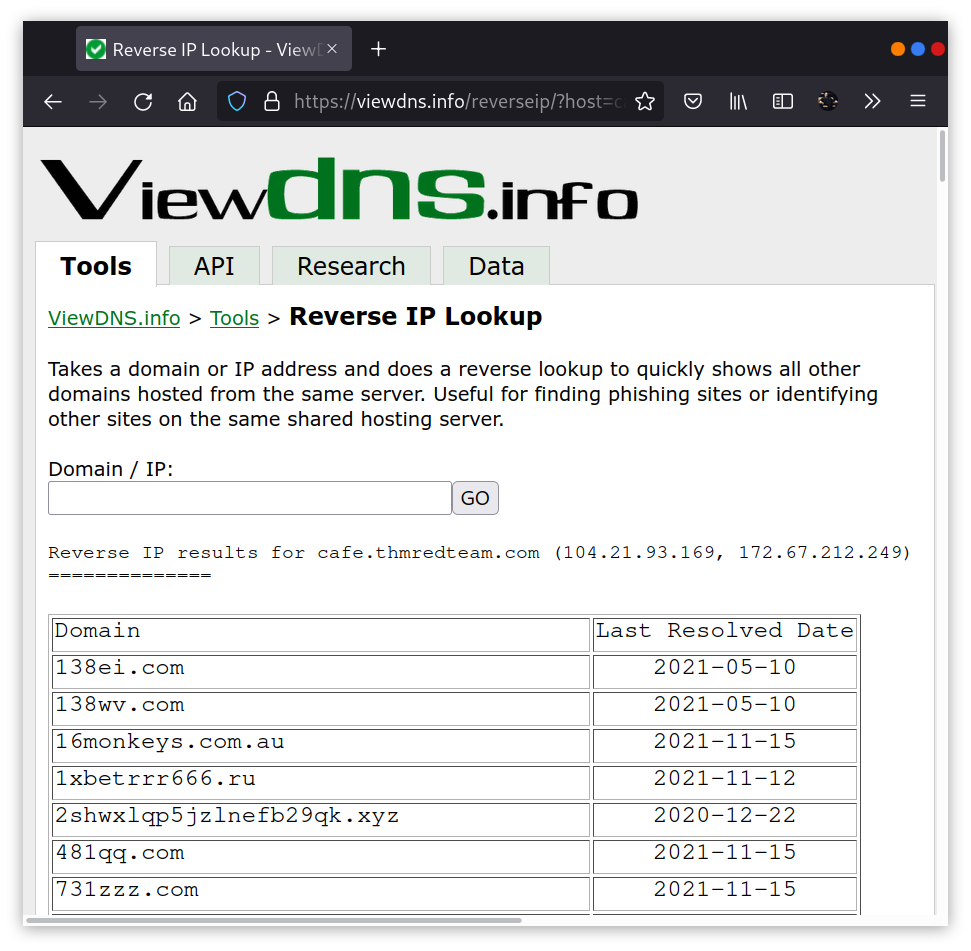 Reverse IP Lookup - ViewD
https://viewdns.info/reverseip/?host=c
Viewdns.info
Tools API Research Data
ViewDNS.info > Tools > Reverse IP Lookup
Takes a domain or IP address and does a reverse lookup to quickly shows all other
domains hosted from the same server. Useful for finding phishing sites or identifying
other sites on the same shared hosting server.
Domain / IP:
GO
Reverse IP results for cafe.thmredteam.com (104.21.93.169, 172.67.212.249)
==============
Domain Last Resolved Date
138ei.com 2021-05-10
138wv.com 2021-05-10
16monkeys.com.au 2021-11-15
1xbetrrr666.ru 2021-11-12
2shwxlqp5jzlnefb29qk.xyz 2020-12-22
481qq.com 2021-11-15
731zzz.com 2021-11-15